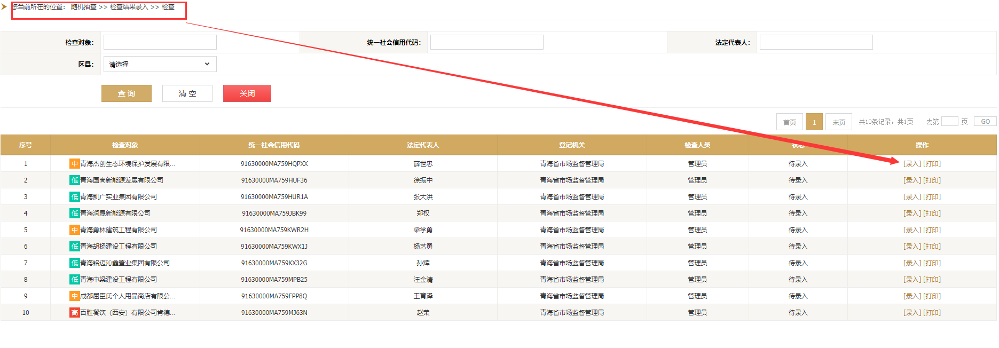 您当前所在的位置： 随机抽查 >> 检查结果录入 >> 检查
检查对象： 统一社会信用代码： 法定代表人：
区县： 请选择
查 询 清 空 关闭
首页 1 末页 共10条记录，共1页 去第 页 GO
序号 检查对象 统一社会信用代码 法定代表人 登记机关 检查人员 状态 操作
1 中 青海杰创生态环境保护发展有限... 91630000MA759HQPXX 薛世忠 青海省市场监督管理局 管理员 待录入 [录入] [打印]
2 低 青海国尚新能源发展有限公司 91630000MA759HUF36 徐振中 青海省市场监督管理局 管理员 待录入 [录入] [打印]
3 低 青海凯广实业集团有限公司 91630000MA759HUR1A 张大洪 青海省市场监督管理局 管理员 待录入 [录入] [打印]
4 低 青海润晟新能源有限公司 91630000MA759JBK99 郑权 青海省市场监督管理局 管理员 待录入 [录入] [打印]
5 中 青海勇林建筑工程有限公司 91630000MA759KWR2H 梁学勇 青海省市场监督管理局 管理员 待录入 [录入] [打印]
6 低 青海胡杨建设工程有限公司 91630000MA759KWX1J 杨艺勇 青海省市场监督管理局 管理员 待录入 [录入] [打印]
7 低 青海铭迈沁鑫置业集团有限公司 91630000MA759KX32G 孙辉 青海省市场监督管理局 管理员 待录入 [录入] [打印]
8 低 青海中梁建设工程有限公司 91630000MA759MPB25 汪金清 青海省市场监督管理局 管理员 待录入 [录入] [打印]
9 中 成都屈臣氏个人用品商店有限公... 91630000MA759FPP8Q 王育泽 青海省市场监督管理局 管理员 待录入 [录入] [打印]
10 高 百胜餐饮（西安）有限公司肯德... 91630000MA759MJ63N 赵荣 青海省市场监督管理局 管理员 待录入 [录入] [打印]